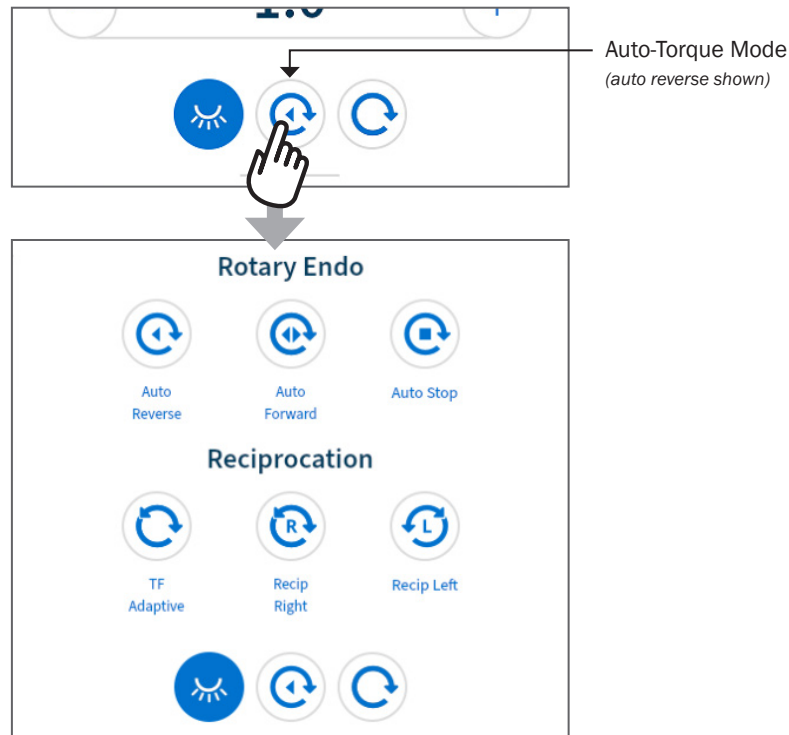 Auto-Torque Mode
(auto reverse shown)
Rotary Endo
Auto
Reverse
Auto
Forward
Auto Stop
Reciprocation
R
L
TF
Adaptive
Recip
Right
Recip Left